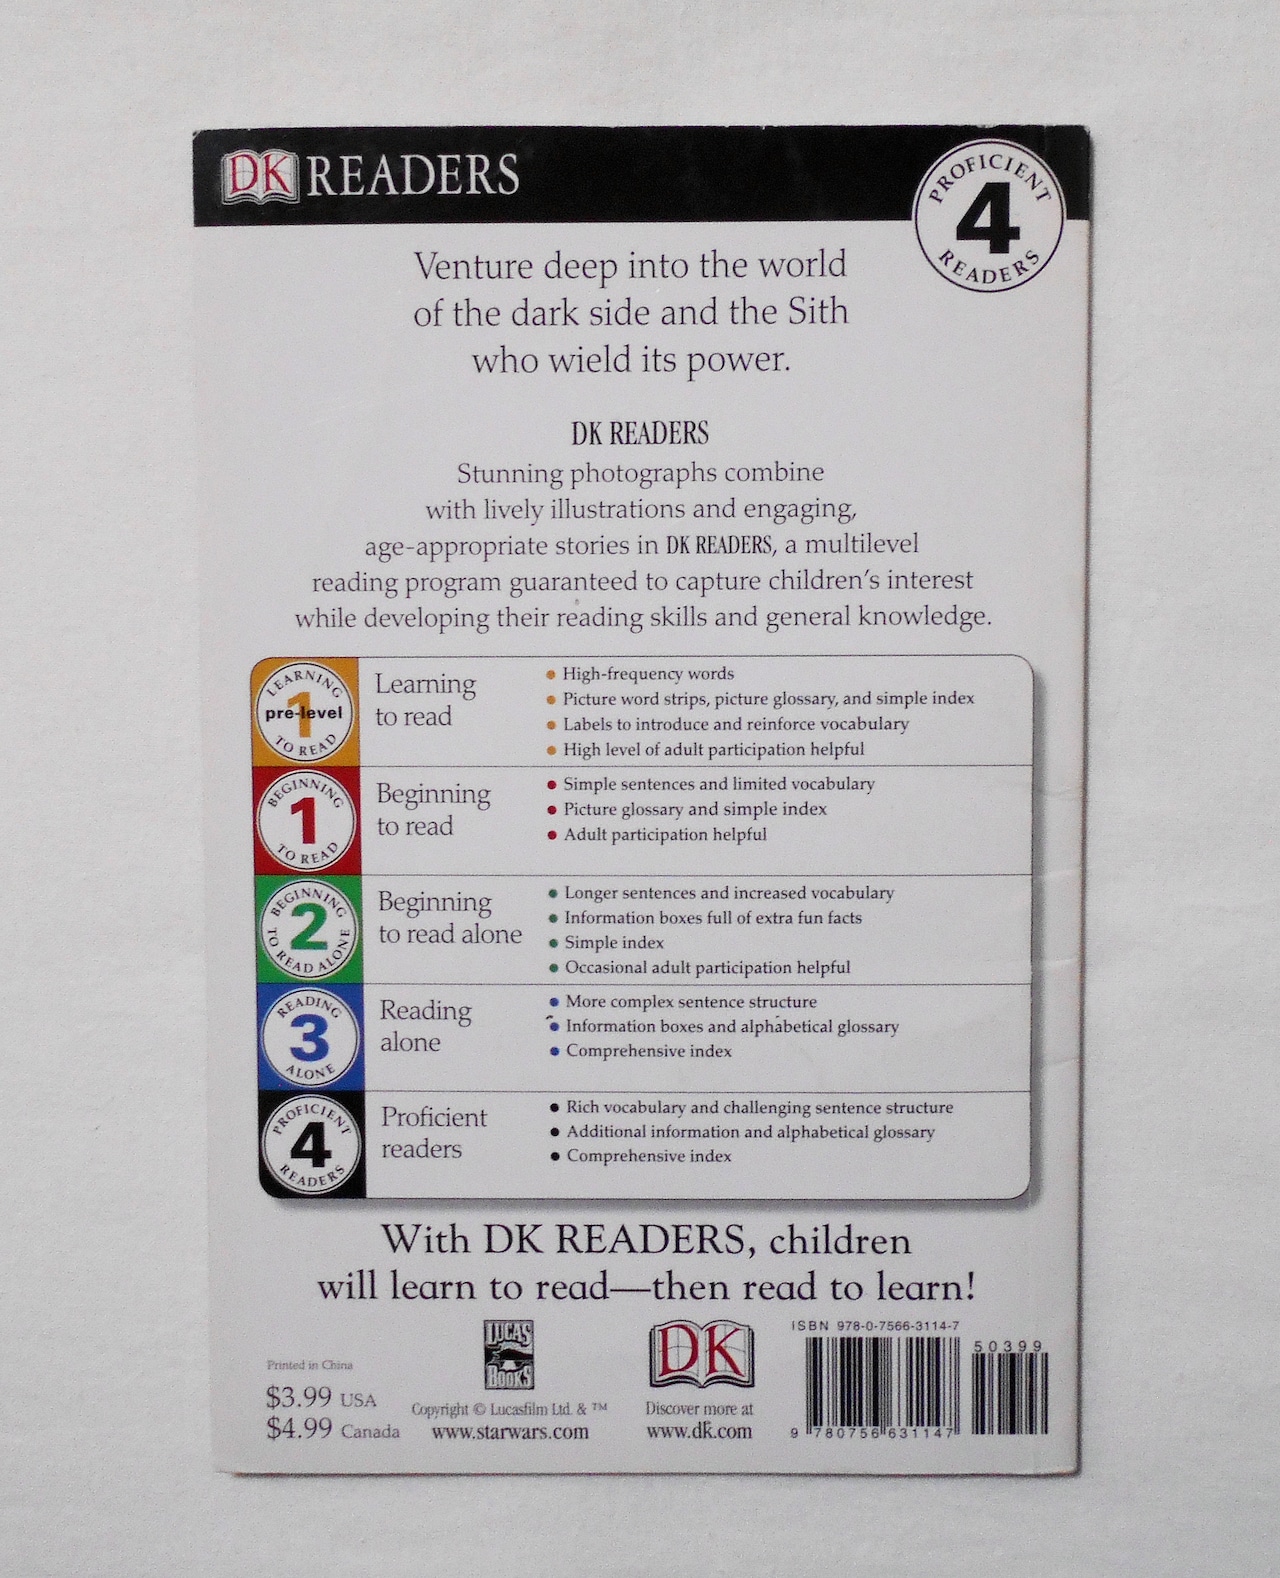 DK READERS
PROFICIENT
4
READERS
Venture deep into the world
of the dark side and the Sith
who wield its power.
DK READERS
Stunning photographs combine
with lively illustrations and engaging,
age-appropriate stories in DK READERS, a multilevel
reading program guaranteed to capture children's interest
while developing their reading skills and general knowledge.
LEARNING
1
pre-level
TO READ
Learning
to read
• High-frequency words
• Picture word strips, picture glossary, and simple index
• Labels to introduce and reinforce vocabulary
• High level of adult participation helpful
BEGINNING
1
TO READ
Beginning
to read
• Simple sentences and limited vocabulary
• Picture glossary and simple index
• Adult participation helpful
BEGINNING
2
TO READ ALONE
Beginning
to read alone
• Longer sentences and increased vocabulary
• Information boxes full of extra fun facts
• Simple index
• Occasional adult participation helpful
READING
3
ALONE
Reading
alone
• More complex sentence structure
• Information boxes and alphabetical glossary
• Comprehensive index
PROFICIENT
4
READERS
Proficient
readers
• Rich vocabulary and challenging sentence structure
• Additional information and alphabetical glossary
• Comprehensive index
With DK READERS, children
will learn to read—then read to learn!
Printed in China
$3.99 USA
$4.99 Canada
LUCAS
BOOKS
Copyright © Lucasfilm Ltd. & ™
www.starwars.com
DK
Discover more at
www.dk.com
ISBN 978-0-7566-3114-7
50399
9 780756 631147